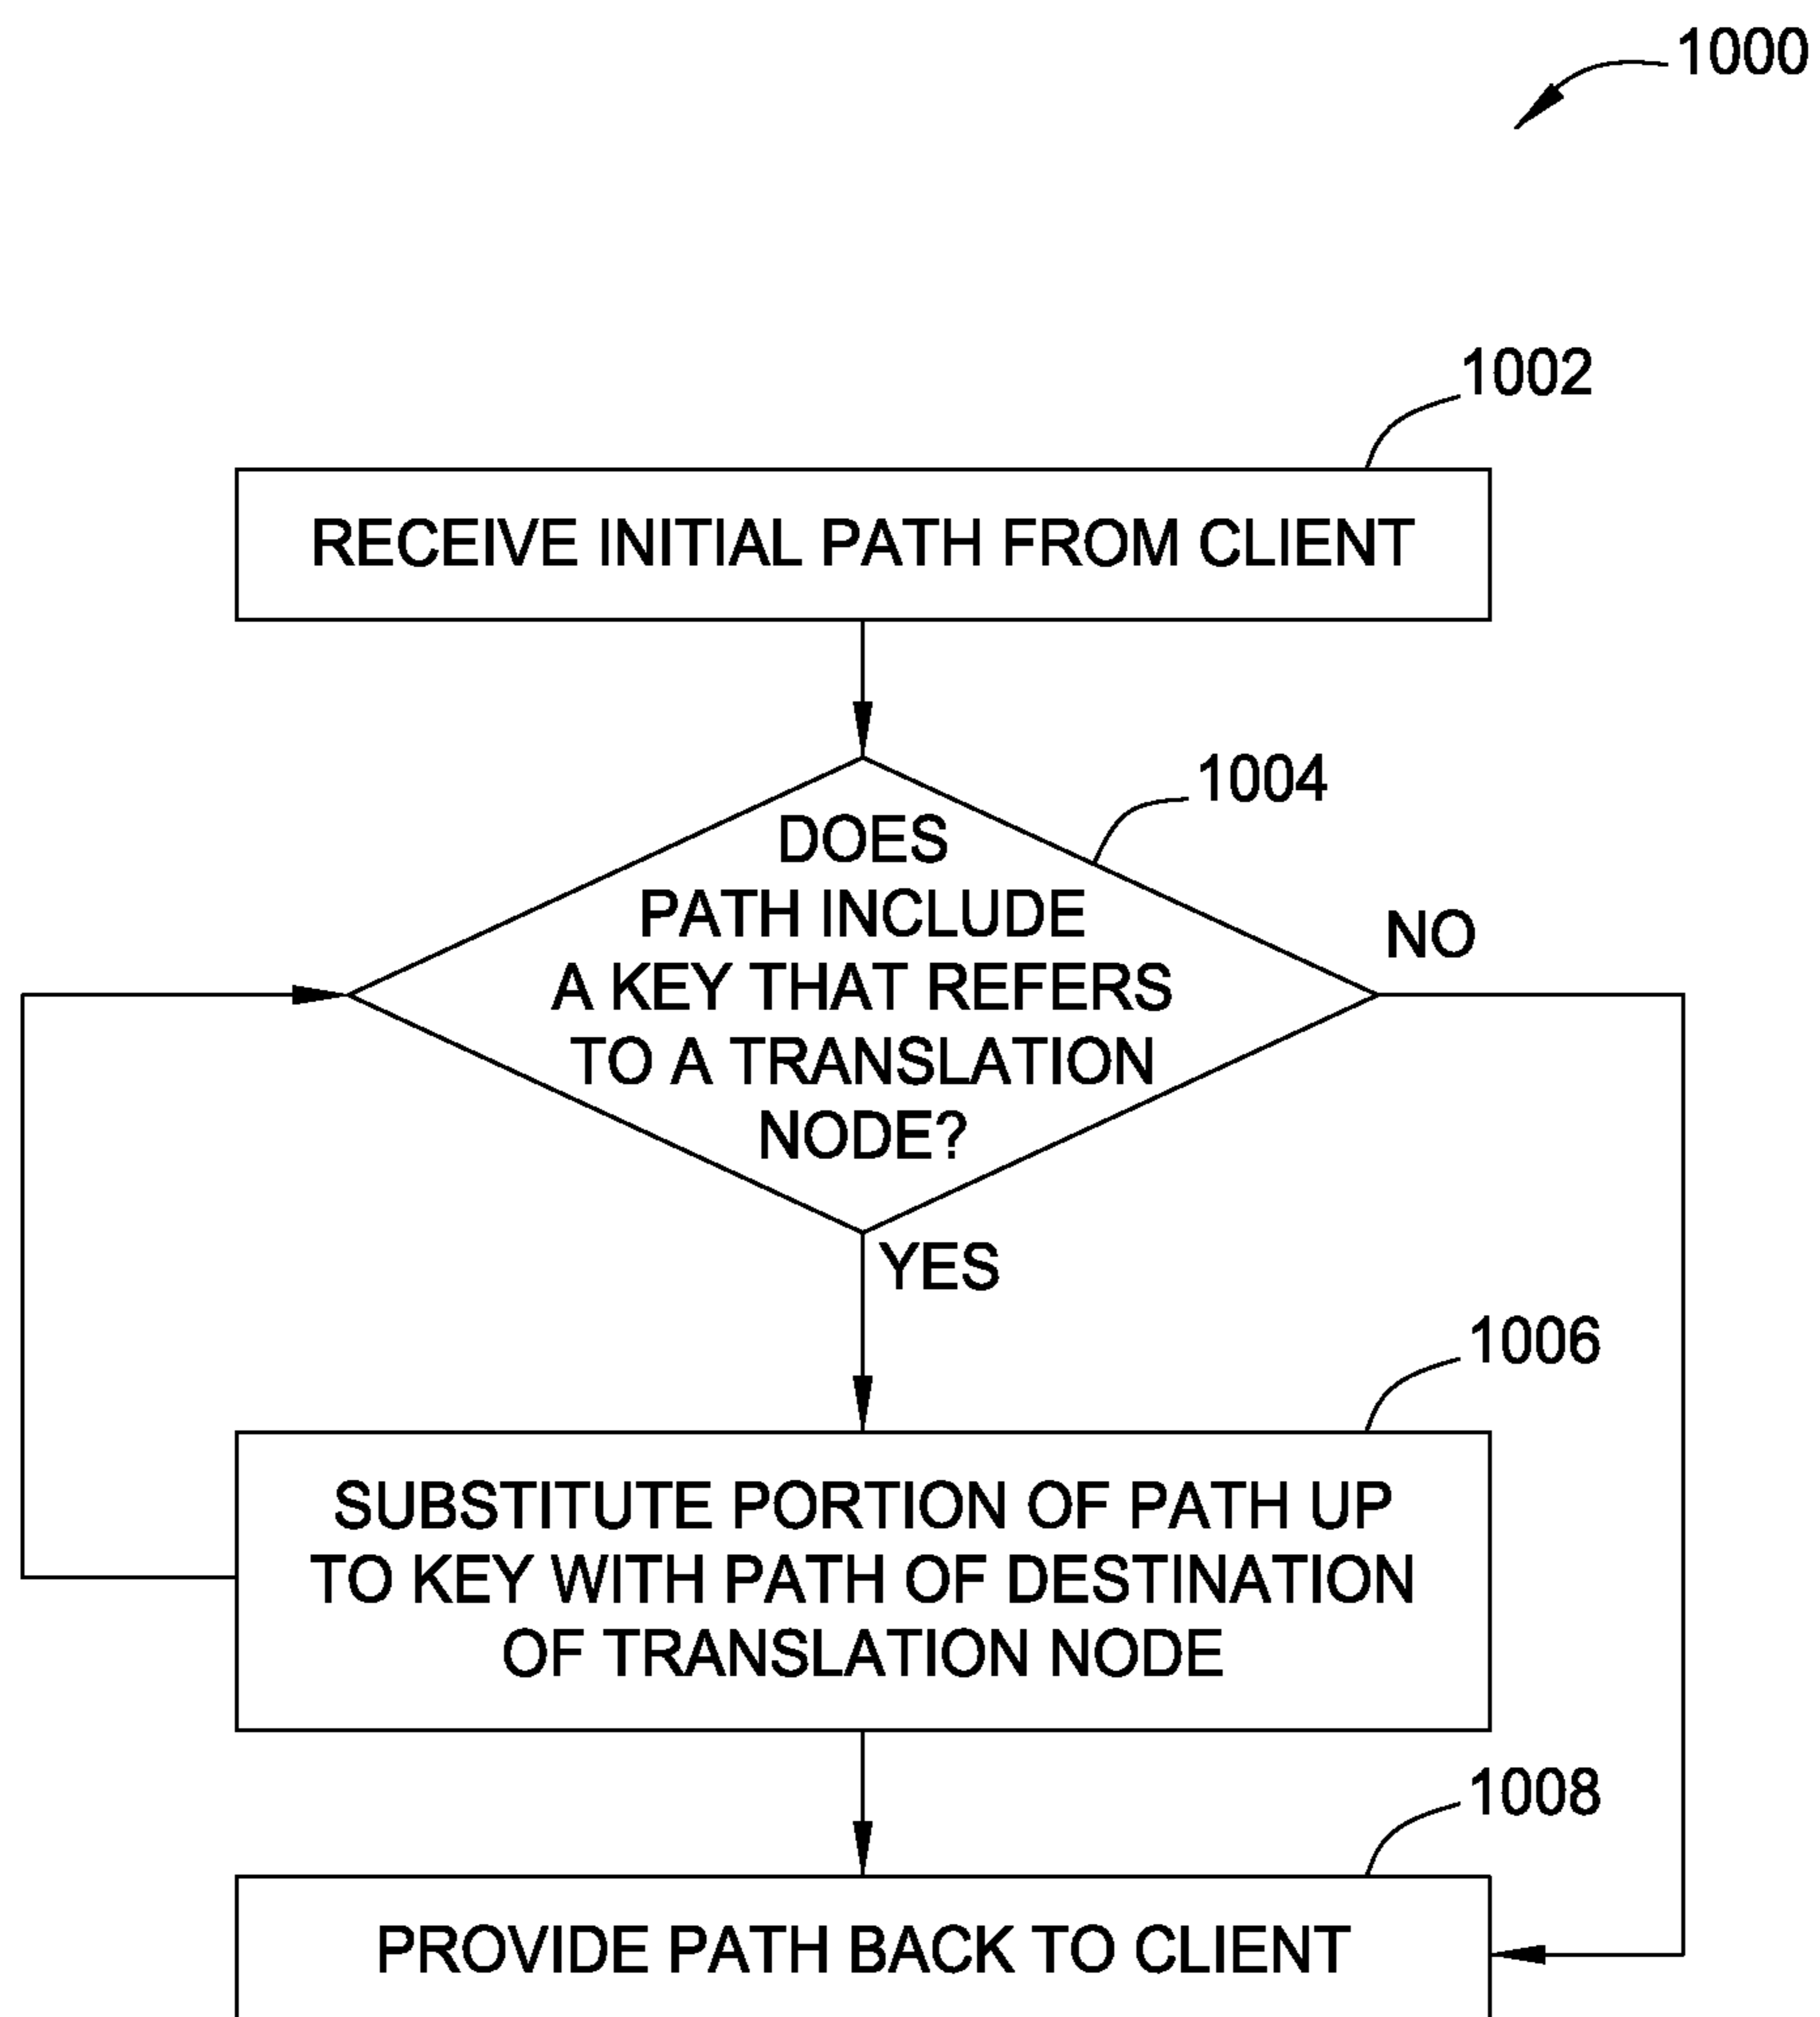 1000
1002
RECEIVE INITIAL PATH FROM CLIENT
1004
DOES
PATH INCLUDE
A KEY THAT REFERS
TO A TRANSLATION
NODE?
NO
YES
1006
SUBSTITUTE PORTION OF PATH UP
TO KEY WITH PATH OF DESTINATION
OF TRANSLATION NODE
1008
PROVIDE PATH BACK TO CLIENT